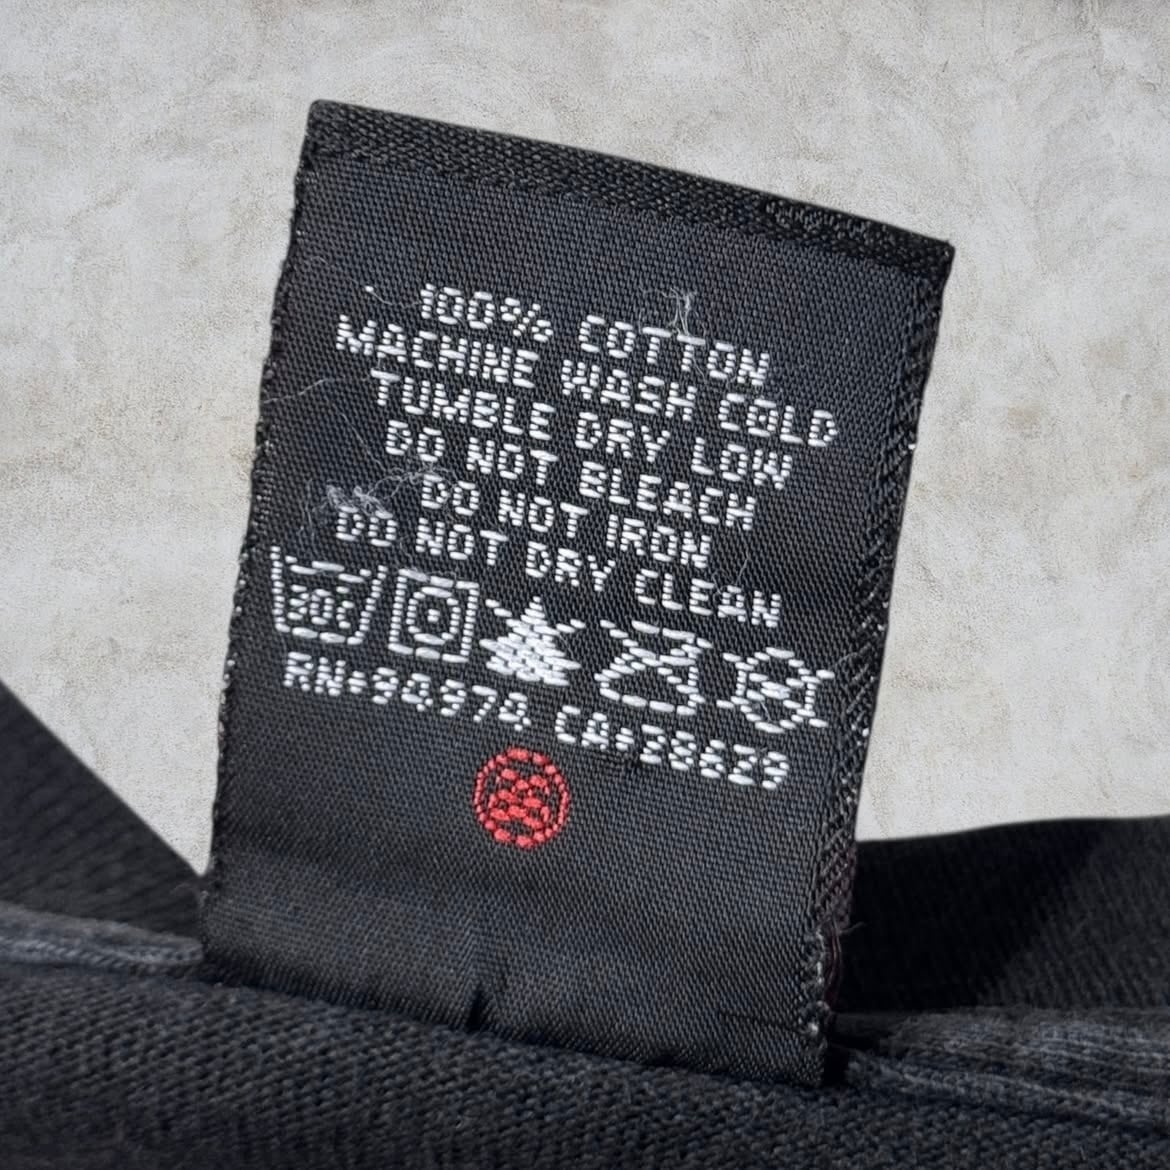 100% COTTON
MACHINE WASH COLD
TUMBLE DRY LOW
DO NOT BLEACH
DO NOT IRON
DO NOT DRY CLEAN
30c
RN#94974 CA#38629